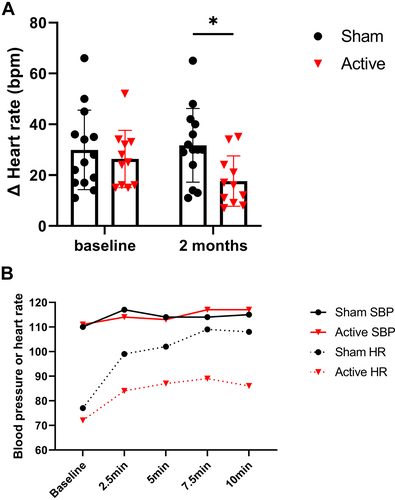 A
Δ Heart rate (bpm)
80
60
40
20
0
*
baseline
2 months
Sham
Active
B
Blood pressure or heart rate
120
110
100
90
80
70
60
Baseline
2.5min
5min
7.5min
10min
Sham SBP
Active SBP
Sham HR
Active HR